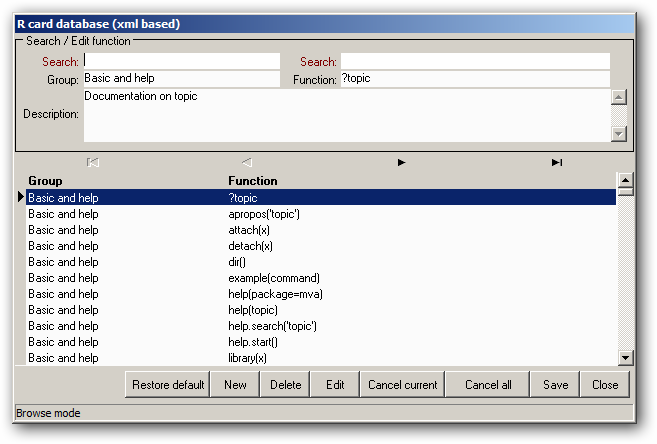 R card database (xml based)
Search / Edit function
Search: Search:
Group: Basic and help Function: ?topic
Documentation on topic
Description:
Group Function
Basic and help ?topic
Basic and help apropos('topic')
Basic and help attach(x)
Basic and help detach(x)
Basic and help dir()
Basic and help example(command)
Basic and help help(package=mva)
Basic and help help(topic)
Basic and help help.search('topic')
Basic and help help.start()
Basic and help library(x)
Restore default New Delete Edit Cancel current Cancel all Save Close
Browse mode